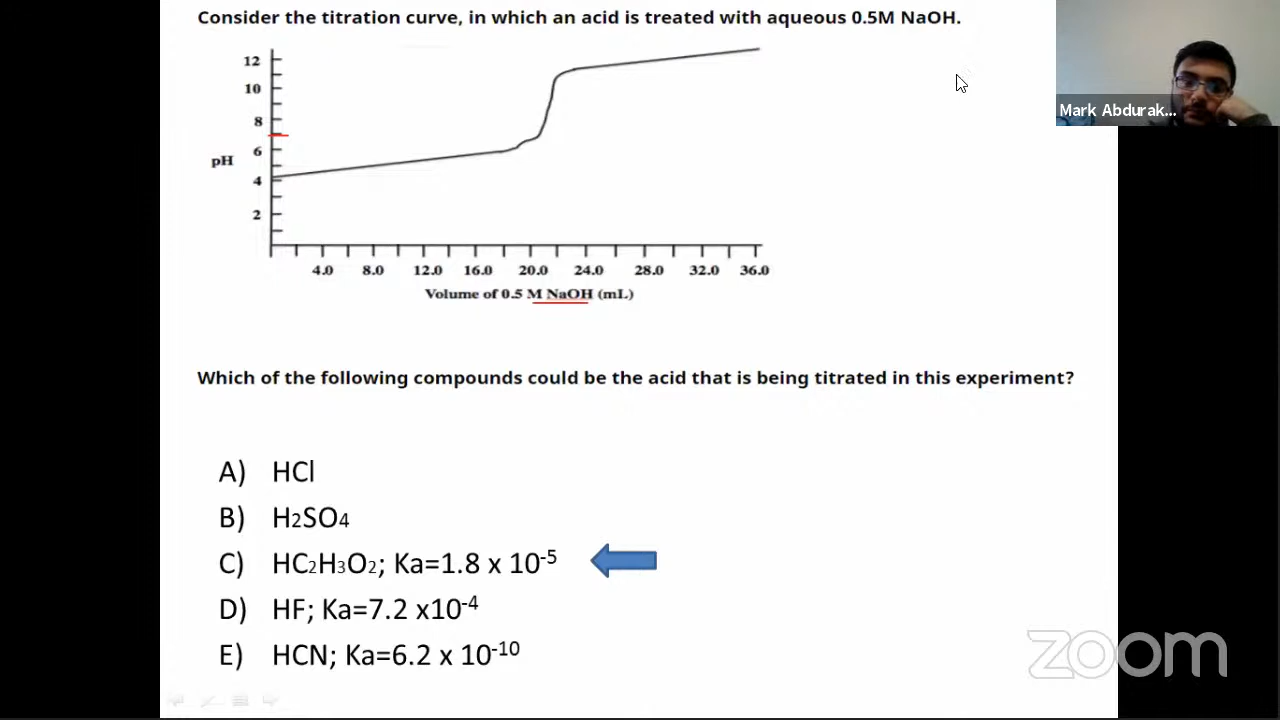 Consider the titration curve, in which an acid is treated with aqueous 0.5M NaOH.
Mark Abdurak...
12
10
8
6
pH
4
2
4.0 8.0 12.0 16.0 20.0 24.0 28.0 32.0 36.0
Volume of 0.5 M NaOH (mL)
Which of the following compounds could be the acid that is being titrated in this experiment?
A) HCl
B) H2SO4
C) HC2H3O2; Ka=1.8 x 10-5
D) HF; Ka=7.2 x10-4
E) HCN; Ka=6.2 x 10-10
zoom